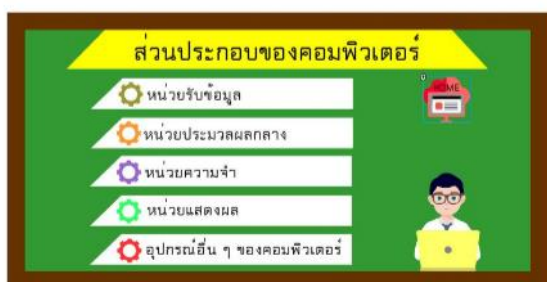 ส่วนประกอบของคอมพิวเตอร์
HOME
หน่วยรับข้อมูล
หน่วยประมวลผลกลาง
หน่วยความจำ
หน่วยแสดงผล
อุปกรณ์อื่น ๆ ของคอมพิวเตอร์